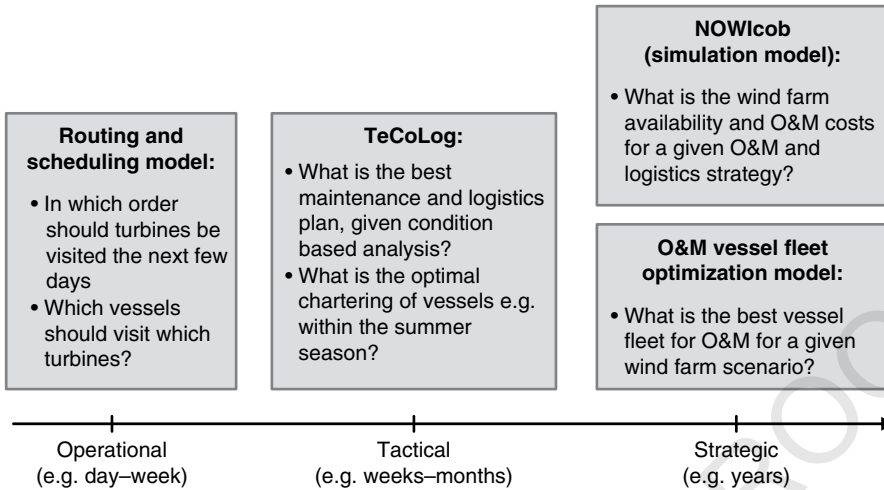 Routing and
scheduling model:
• In which order
should turbines be
visited the next few
days
• Which vessels
should visit which
turbines?
TeCoLog:
• What is the best
maintenance and logistics
plan, given condition
based analysis?
• What is the optimal
chartering of vessels e.g.
within the summer
season?
NOWIcob
(simulation model):
• What is the wind farm
availability and O&M costs
for a given O&M and
logistics strategy?
O&M vessel fleet
optimization model:
• What is the best vessel
fleet for O&M for a given
wind farm scenario?
Operational
(e.g. day–week)
Tactical
(e.g. weeks–months)
Strategic
(e.g. years)